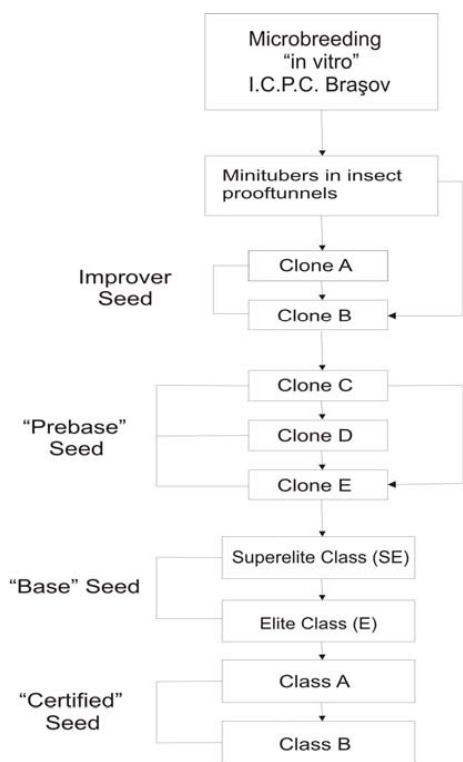 Microbreeding
“in vitro”
I.C.P.C. Braşov
Minitubers in insect
prooftunnels
Improver
Seed
Clone A
Clone B
“Prebase”
Seed
Clone C
Clone D
Clone E
“Base” Seed
Superelite Class (SE)
Elite Class (E)
“Certified”
Seed
Class A
Class B